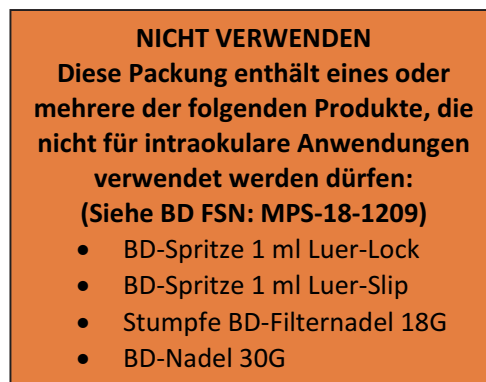 NICHT VERWENDEN
Diese Packung enthält eines oder
mehrere der folgenden Produkte, die
nicht für intraokulare Anwendungen
verwendet werden dürfen:
(Siehe BD FSN: MPS-18-1209)
• BD-Spritze 1 ml Luer-Lock
• BD-Spritze 1 ml Luer-Slip
• Stumpfe BD-Filternadel 18G
• BD-Nadel 30G